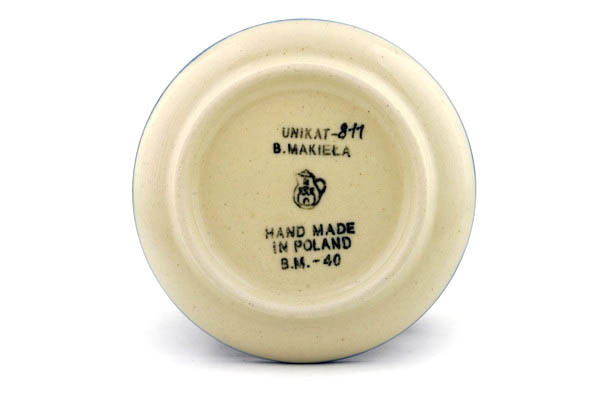 UNIKAT-811
B. MAKIEŁA
HAND MADE
IN POLAND
B.M.-40